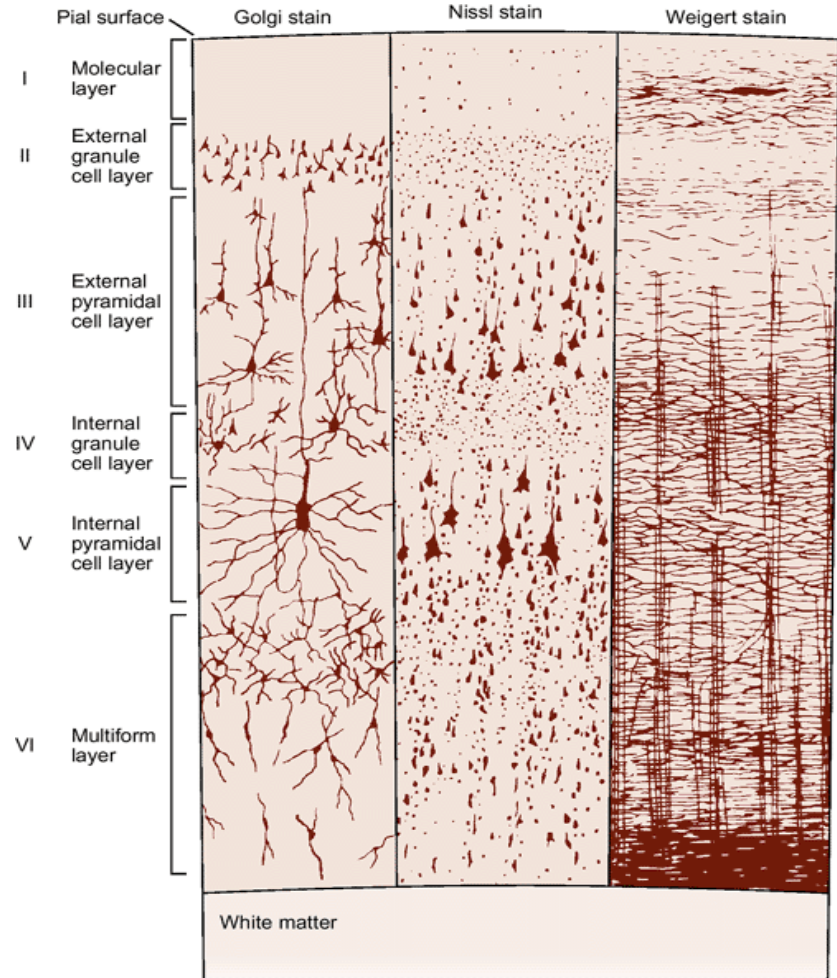 Pial surface
Golgi stain
Nissl stain
Weigert stain
I
Molecular
layer
II
External
granule
cell layer
III
External
pyramidal
cell layer
IV
Internal
granule
cell layer
V
Internal
pyramidal
cell layer
VI
Multiform
layer
White matter